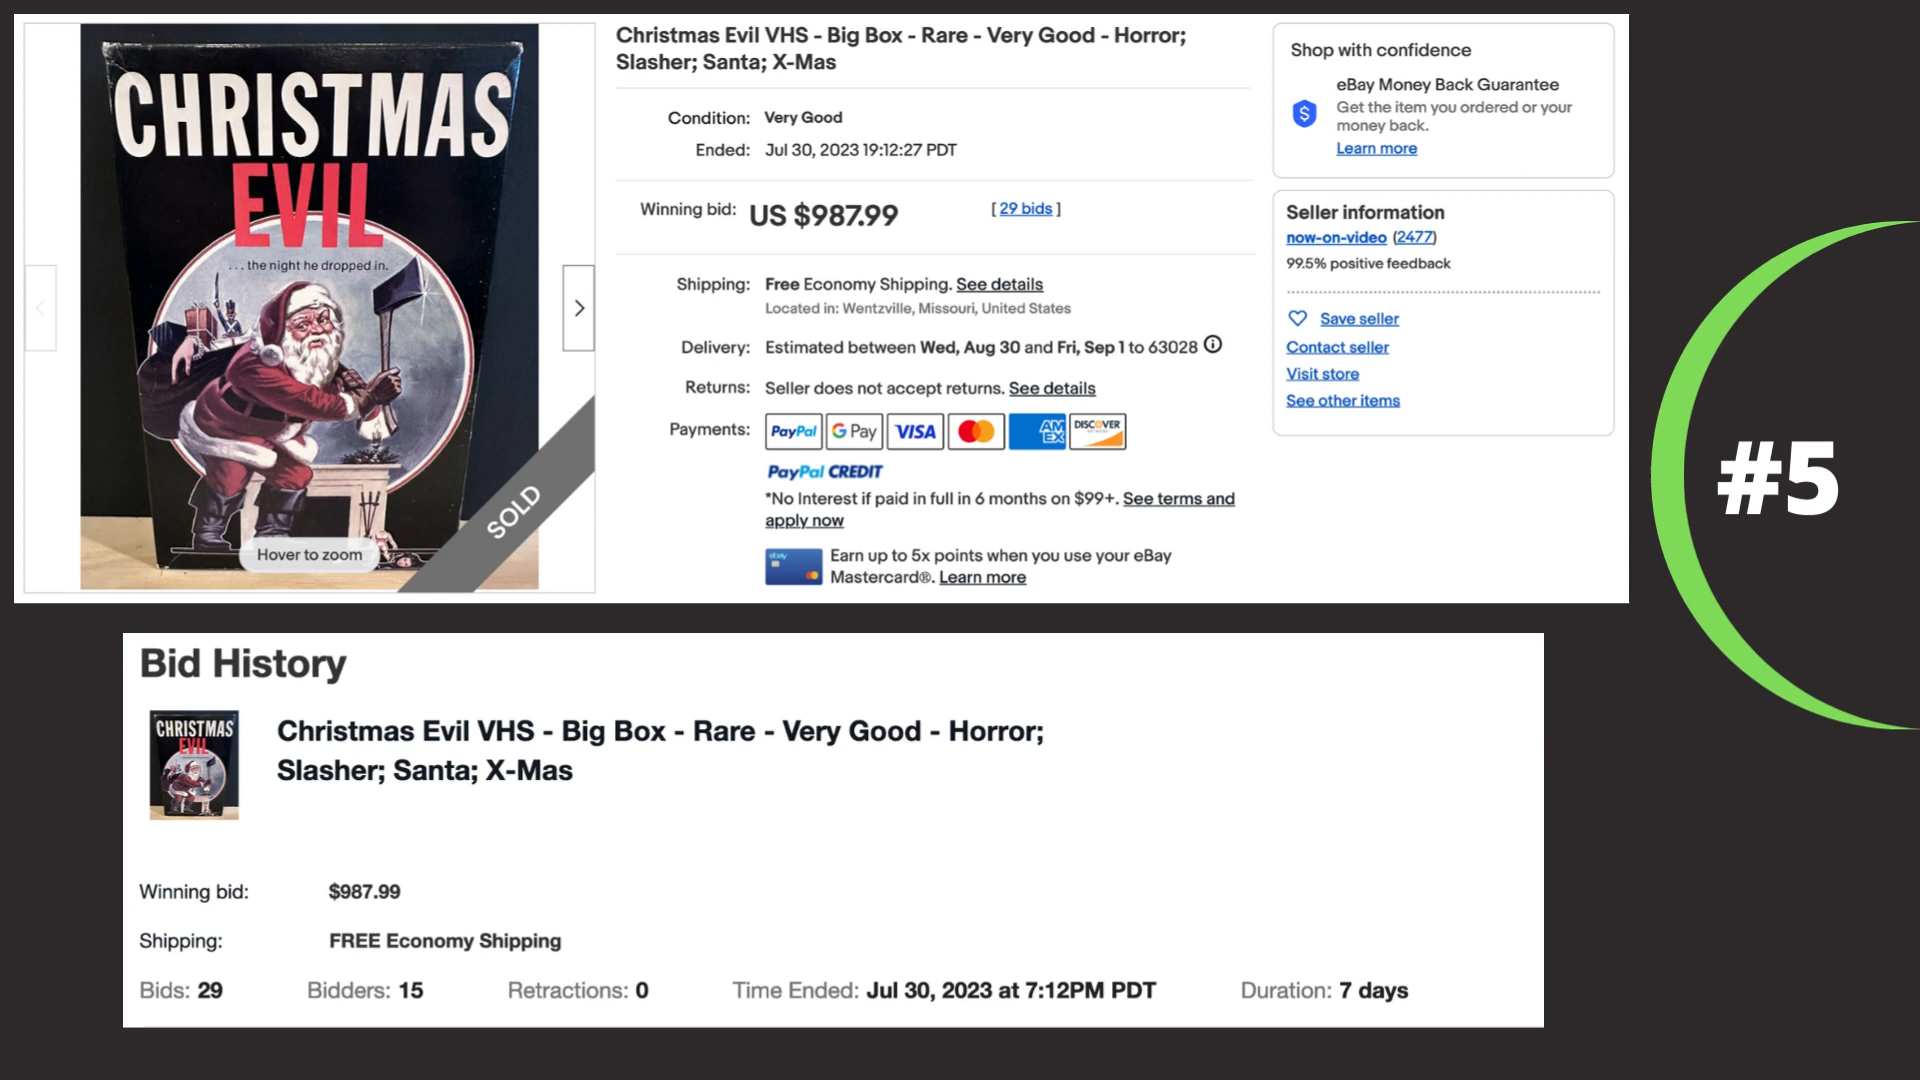 CHRISTMAS
EVIL
... the night he dropped in.
Hover to zoom
SOLD
Christmas Evil VHS - Big Box - Rare - Very Good - Horror;
Slasher; Santa; X-Mas
Condition: Very Good
Ended: Jul 30, 2023 19:12:27 PDT
Winning bid: US $987.99 [ 29 bids ]
Shipping: Free Economy Shipping. See details
Located in: Wentzville, Missouri, United States
Delivery: Estimated between Wed, Aug 30 and Fri, Sep 1 to 63028
Returns: Seller does not accept returns. See details
Payments: PayPal G Pay VISA AM EX DISCOVER
PayPal CREDIT
*No Interest if paid in full in 6 months on $99+. See terms and
apply now
ebay
Earn up to 5x points when you use your eBay
Mastercard®. Learn more
Shop with confidence
eBay Money Back Guarantee
Get the item you ordered or your
money back.
Learn more
Seller information
now-on-video (2477)
99.5% positive feedback
Save seller
Contact seller
Visit store
See other items
#5
Bid History
CHRISTMAS
EVIL
Christmas Evil VHS - Big Box - Rare - Very Good - Horror;
Slasher; Santa; X-Mas
Winning bid: $987.99
Shipping: FREE Economy Shipping
Bids: 29 Bidders: 15 Retractions: 0 Time Ended: Jul 30, 2023 at 7:12PM PDT Duration: 7 days